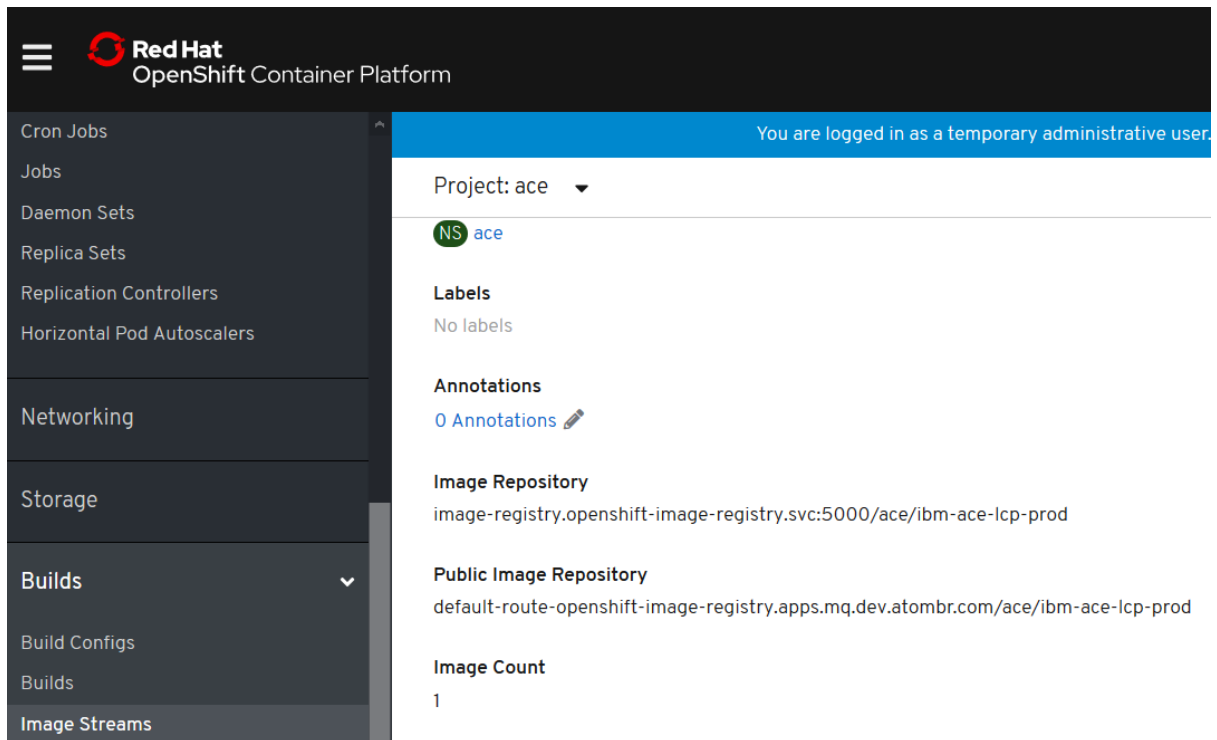 Red Hat
OpenShift Container Platform
Cron Jobs
Jobs
Daemon Sets
Replica Sets
Replication Controllers
Horizontal Pod Autoscalers
Networking
Storage
Builds
Build Configs
Builds
Image Streams
You are logged in as a temporary administrative user.
Project: ace
NS ace
Labels
No labels
Annotations
0 Annotations
Image Repository
image-registry.openshift-image-registry.svc:5000/ace/ibm-ace-lcp-prod
Public Image Repository
default-route-openshift-image-registry.apps.mq.dev.atombr.com/ace/ibm-ace-lcp-prod
Image Count
1